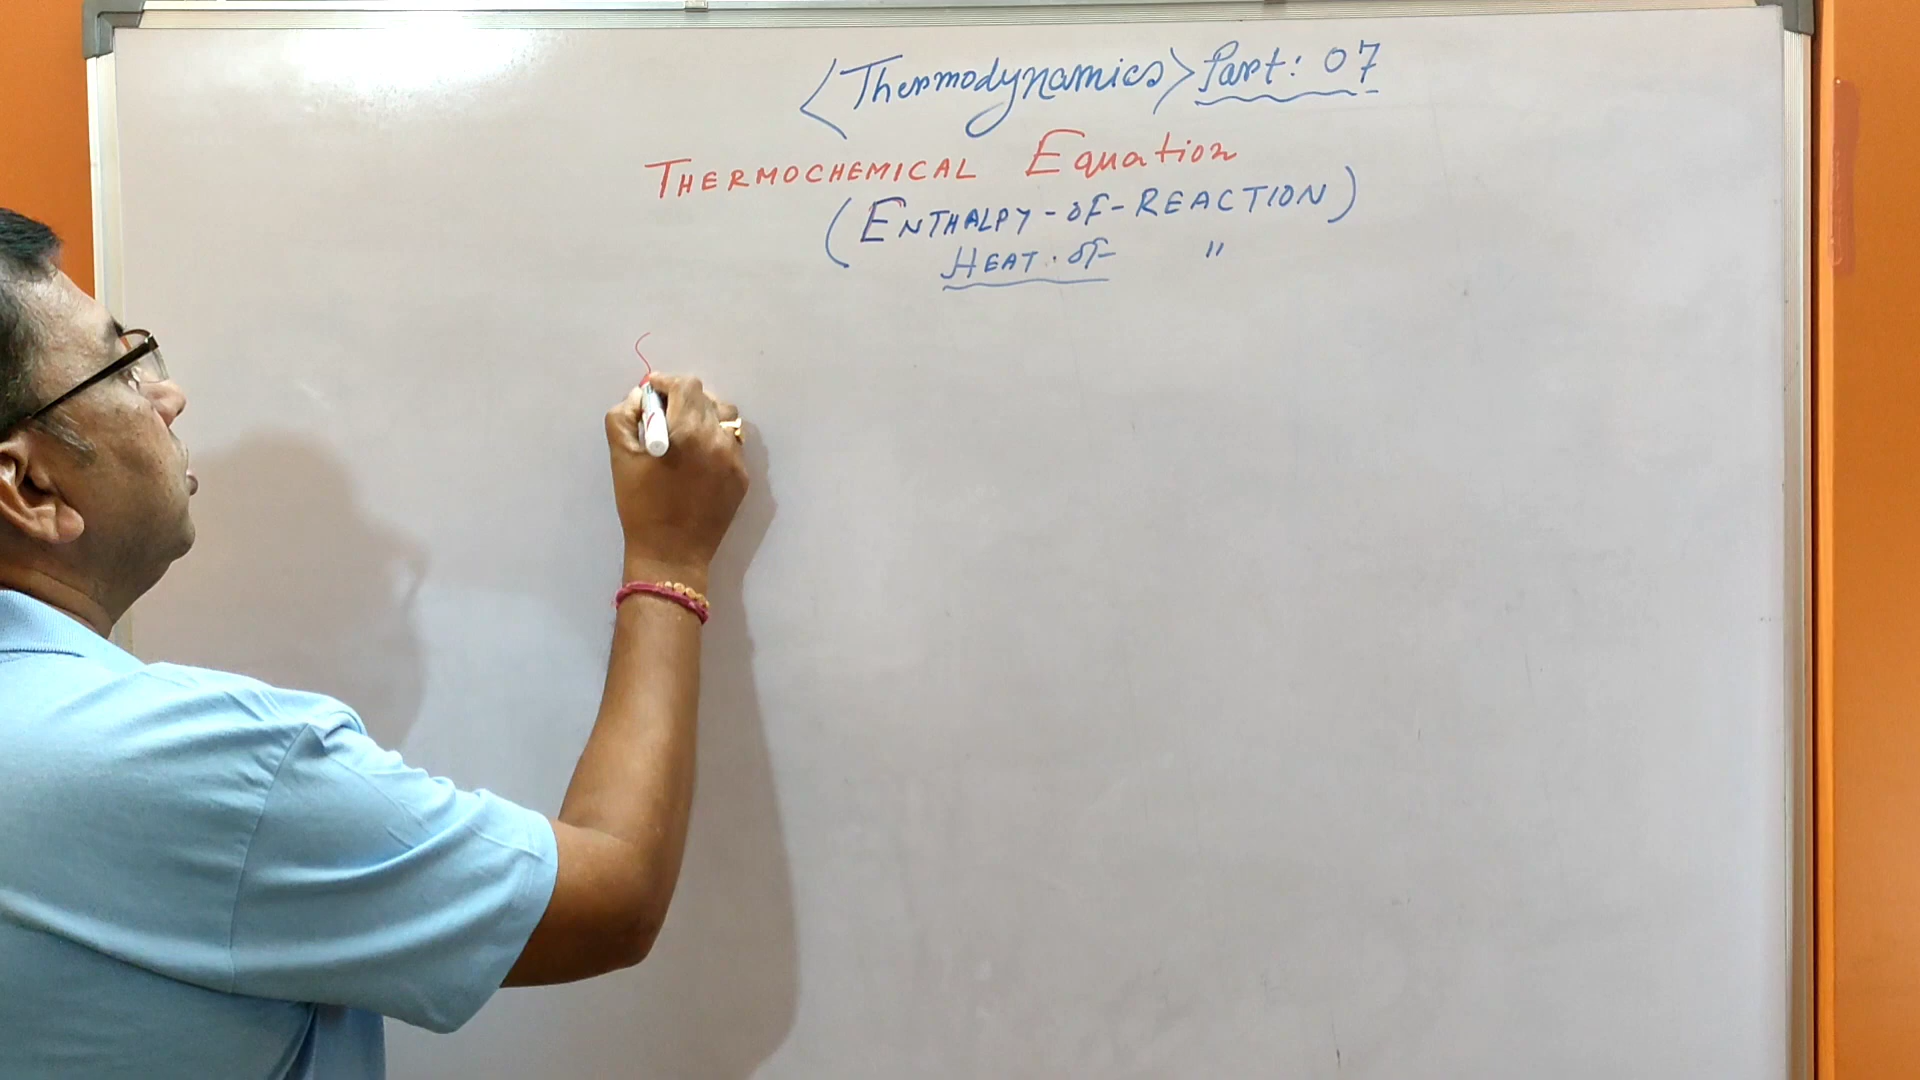 <Thermodynamics> Part: 07
THERMOCHEMICAL Equation
(ENTHALPY-OF-REACTION)
HEAT. OF "